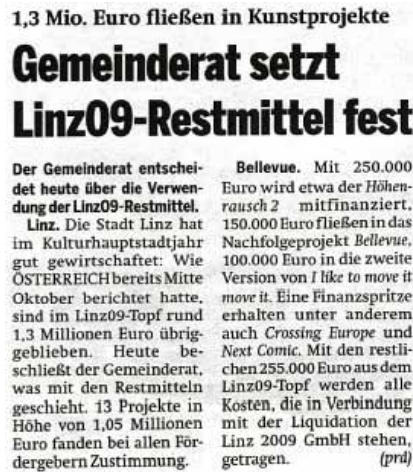 1,3 Mio. Euro fließen in Kunstprojekte
Gemeinderat setzt
Linz09-Restmittel fest
Der Gemeinderat entschei-
det heute über die Verwen-
dung der Linz09-Restmittel.
Linz. Die Stadt Linz hat
im Kulturhauptstadtjahr
gut gewirtschaftet: Wie
ÖSTERREICH bereits Mitte
Oktober berichtet hatte,
sind im Linz09-Topf rund
1,3 Millionen Euro übrig-
geblieben. Heute be-
schließt der Gemeinderat,
was mit den Restmitteln
geschieht. 13 Projekte in
Höhe von 1,05 Millionen
Euro fanden bei allen För-
dergebern Zustimmung.
Bellevue. Mit 250.000
Euro wird etwa der Höhen-
rausch 2 mitfinanziert,
150.000 Euro fließen in das
Nachfolgeprojekt Bellevue,
100.000 Euro in die zweite
Version von I like to move it
move it. Eine Finanzspritze
erhalten unter anderem
auch Crossing Europe und
Next Comic. Mit den restli-
chen 255.000 Euro aus dem
Linz09-Topf werden alle
Kosten, die in Verbindung
mit der Liquidation der
Linz 2009 GmbH stehen,
getragen. (prd)